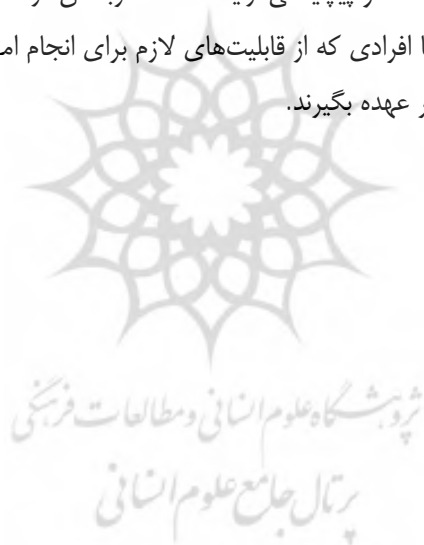 ا افرادی که از قابلیت‌های لازم برای انجام ام
ر عهده بگیرند.
پژوهشگاه علوم انسانی و مطالعات فرهنگی
پرتال جامع علوم انسانی